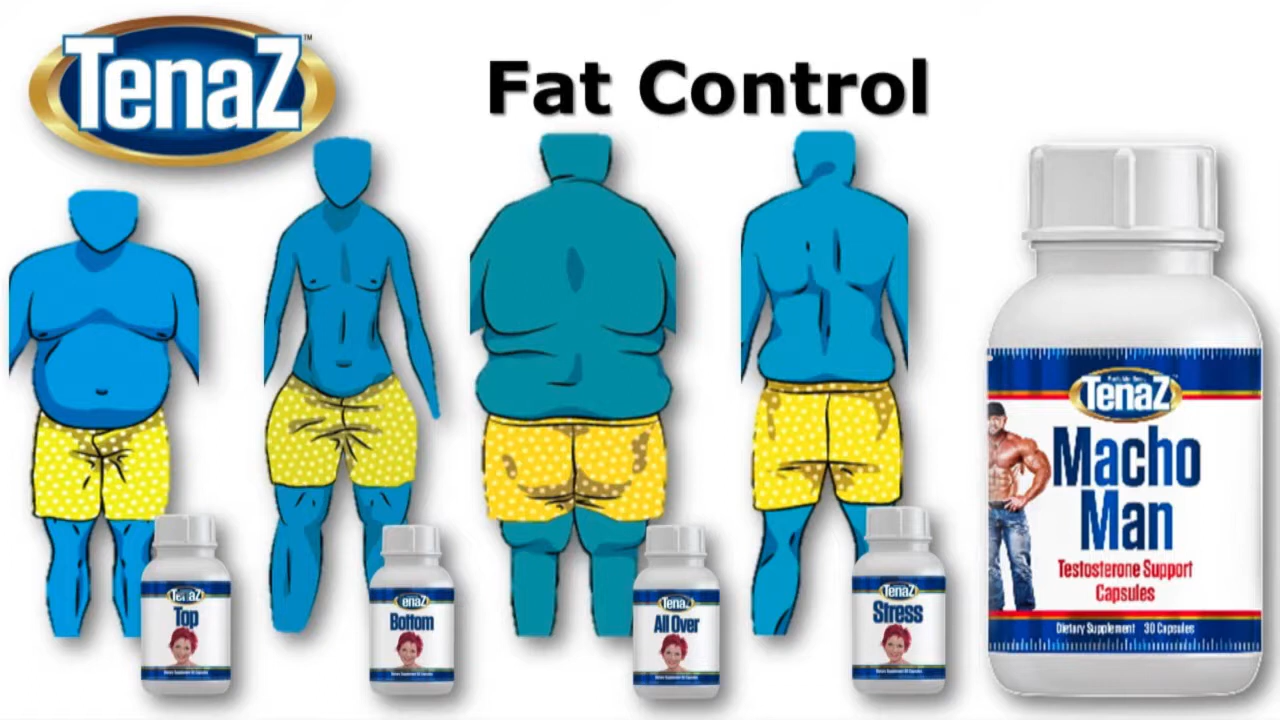 TenaZ™
Fat Control
TenaZ
Macho
Man
Testosterone Support
Capsules
Dietary Supplement 30 Capsules
TenaZ
Top
TenaZ
Bottom
TenaZ
All Over
TenaZ
Stress